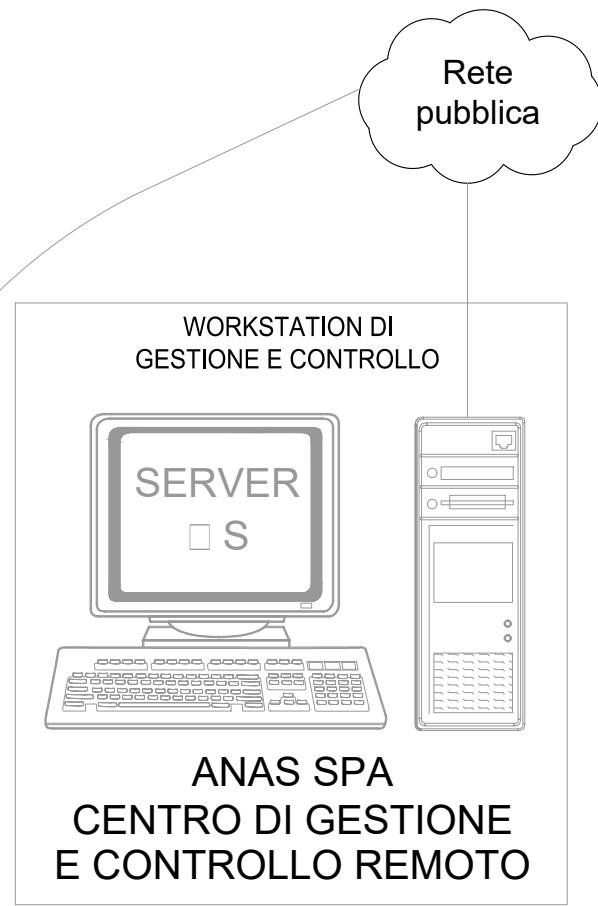 Rete
pubblica
WORKSTATION DI
GESTIONE E CONTROLLO
SERVER
□ S
ANAS SPA
CENTRO DI GESTIONE
E CONTROLLO REMOTO